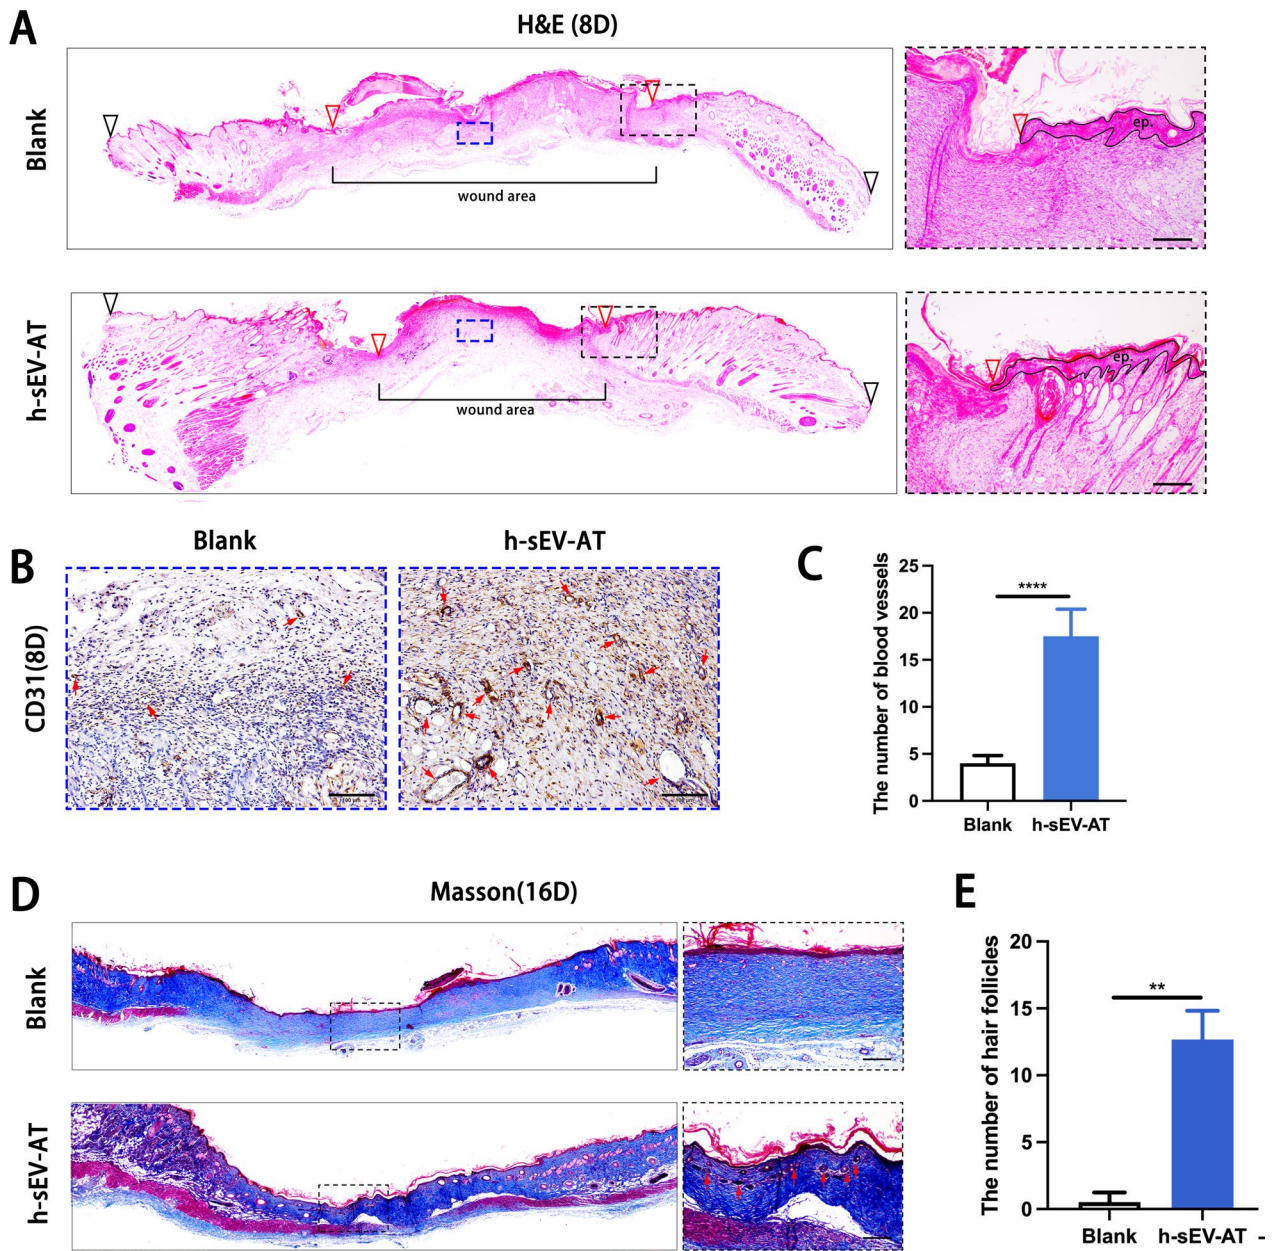 A
H&E (8D)
Blank
wound area
ep.
h-sEV-AT
wound area
ep.
B
Blank
h-sEV-AT
CD31(8D)
100 μm
C
The number of blood vessels
25
20
15
10
5
0
****
Blank
h-sEV-AT
D
Masson(16D)
Blank
h-sEV-AT
E
The number of hair follicles
20
15
10
5
0
**
Blank
h-sEV-AT